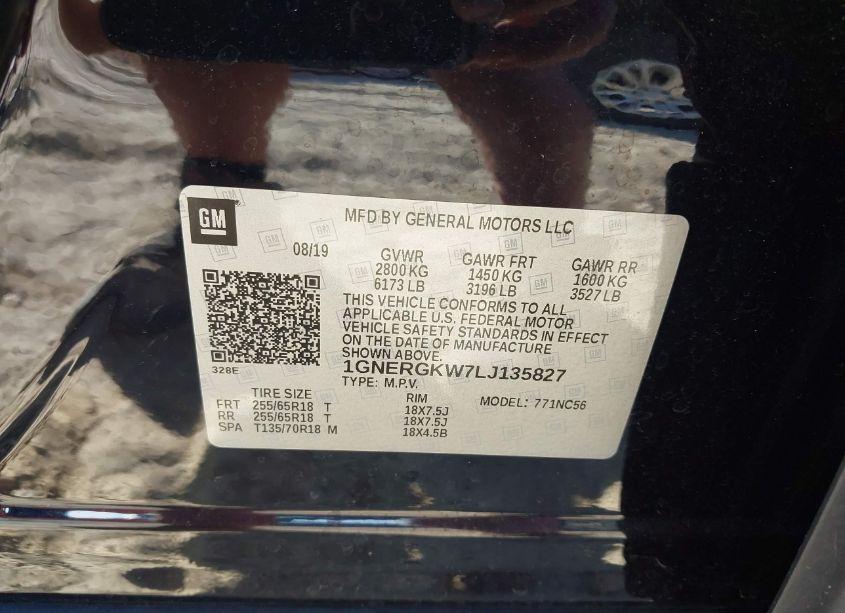 GM
MFD BY GENERAL MOTORS LLC
08/19
GVWR GAWR FRT GAWR RR
2800 KG 1450 KG 1600 KG
6173 LB 3196 LB 3527 LB
THIS VEHICLE CONFORMS TO ALL
APPLICABLE U.S. FEDERAL MOTOR
VEHICLE SAFETY STANDARDS IN EFFECT
ON THE DATE OF MANUFACTURE
SHOWN ABOVE.
328E
1GNERGKW7LJ135827
TYPE: M.P.V.
MODEL: 771NC56
TIRE SIZE RIM
FRT 255/65R18 T 18X7.5J
RR 255/65R18 T 18X7.5J
SPA T135/70R18 M 18X4.5B